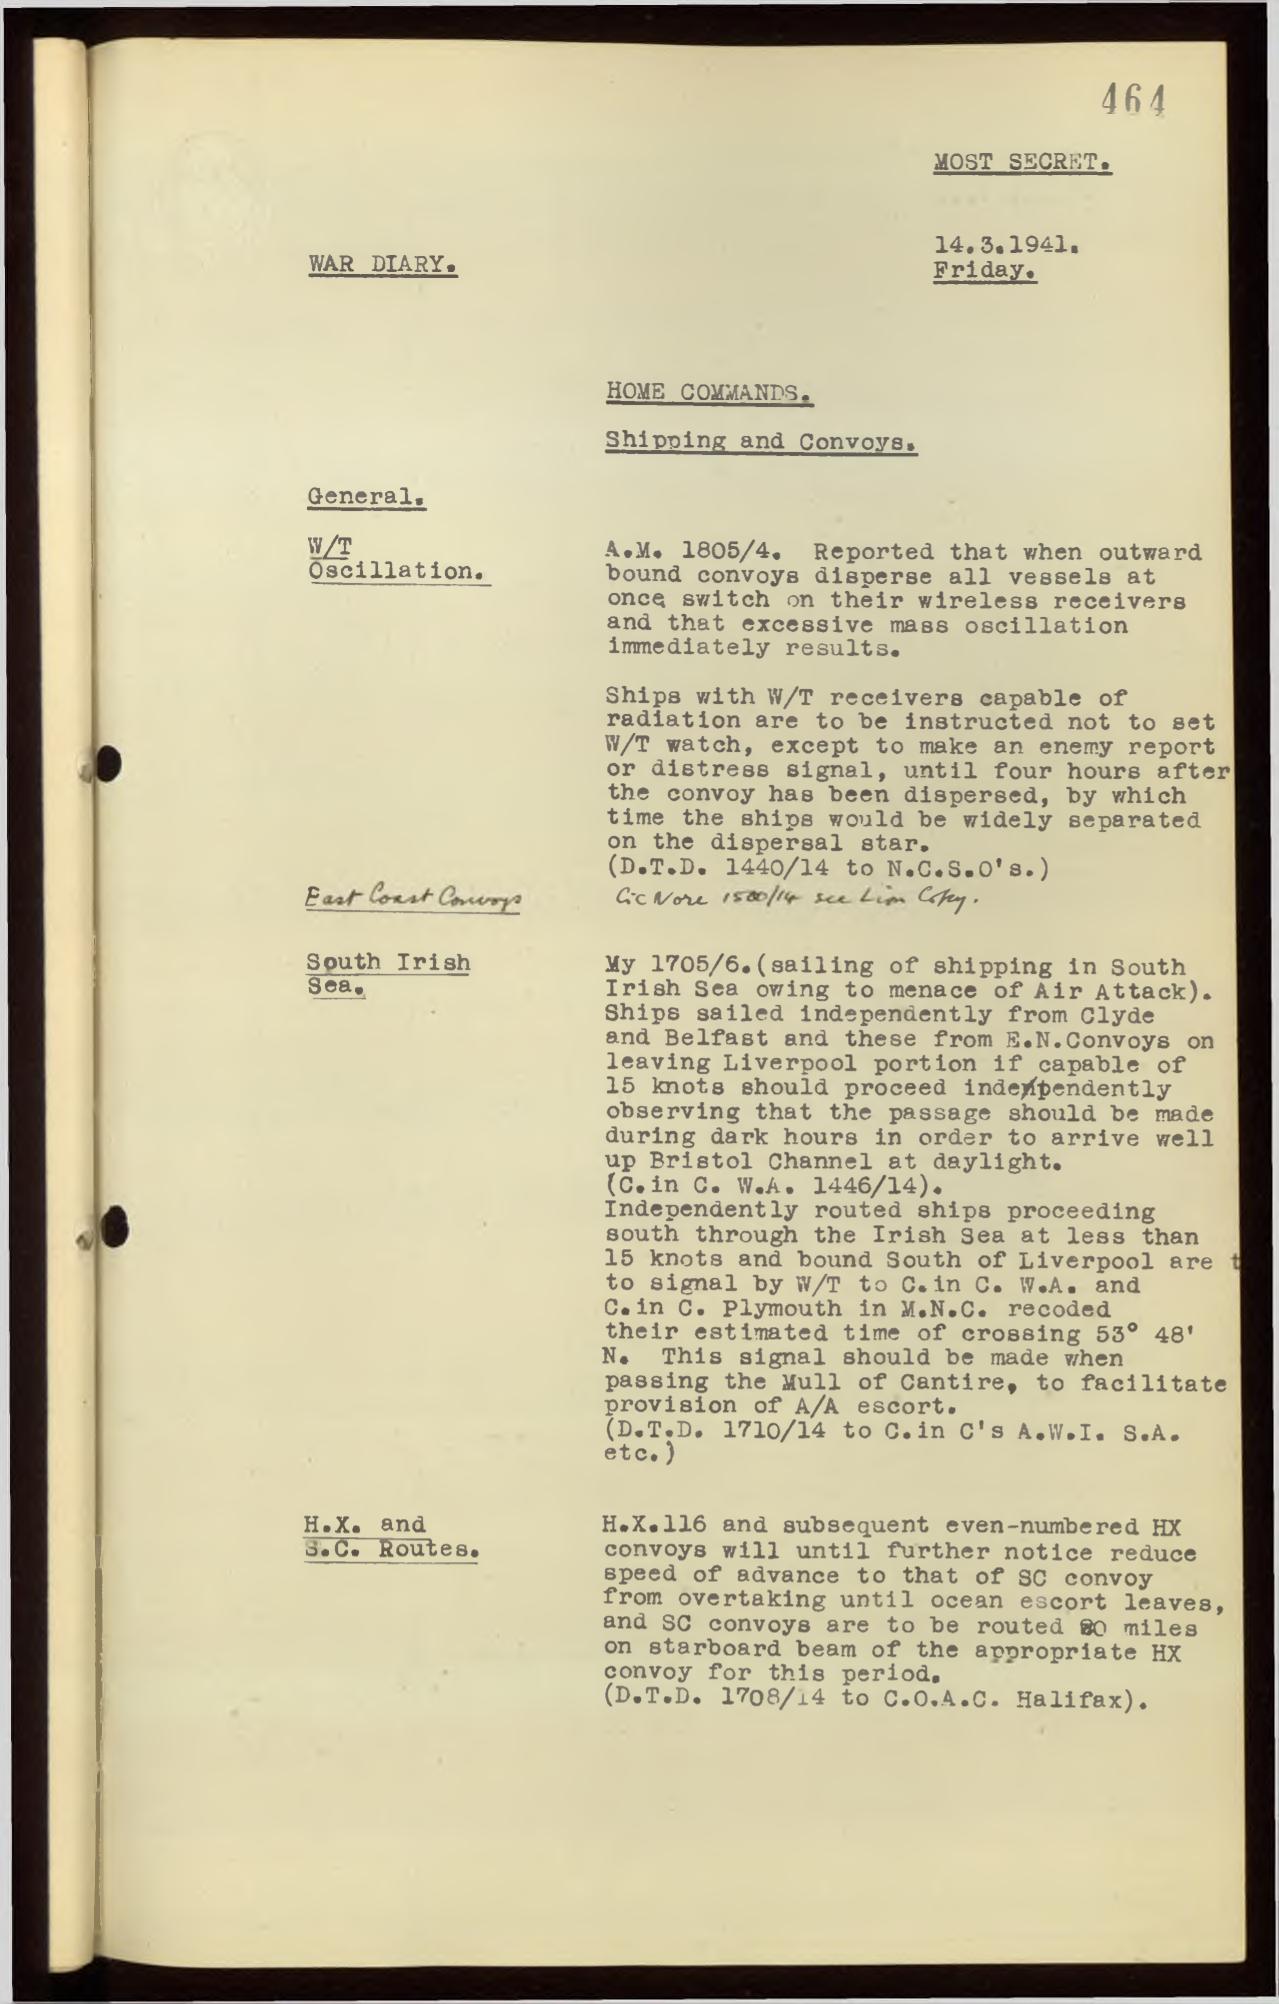 464
MOST SECRET.
14.3.1941.
Friday.
WAR DIARY.
HOME COMMANDS.
Shipping and Convoys.
General.
W/T
Oscillation.
A.M. 1805/4. Reported that when outward
bound convoys disperse all vessels at
once switch on their wireless receivers
and that excessive mass oscillation
immediately results.
Ships with W/T receivers capable of
radiation are to be instructed not to set
W/T watch, except to make an enemy report
or distress signal, until four hours after
the convoy has been dispersed, by which
time the ships would be widely separated
on the dispersal star.
(D.T.D. 1440/14 to N.C.S.O's.)
East Coast Convoys
CinC Nore 1500/14 see Copy.
South Irish
Sea.
My 1705/6.(sailing of shipping in South
Irish Sea owing to menace of Air Attack).
Ships sailed independently from Clyde
and Belfast and these from E.N.Convoys on
leaving Liverpool portion if capable of
15 knots should proceed independently
observing that the passage should be made
during dark hours in order to arrive well
up Bristol Channel at daylight.
(C.in C. W.A. 1446/14).
Independently routed ships proceeding
south through the Irish Sea at less than
15 knots and bound South of Liverpool are t
to signal by W/T to C.in C. W.A. and
C.in C. Plymouth in M.N.C. recoded
their estimated time of crossing 53° 48'
N. This signal should be made when
passing the Mull of Cantire, to facilitate
provision of A/A escort.
(D.T.D. 1710/14 to C.in C's A.W.I. S.A.
etc.)
H.X. and
S.C. Routes.
H.X.116 and subsequent even-numbered HX
convoys will until further notice reduce
speed of advance to that of SC convoy
from overtaking until ocean escort leaves,
and SC convoys are to be routed miles
on starboard beam of the appropriate HX
convoy for this period.
(D.T.D. 1708/14 to C.O.A.C. Halifax).